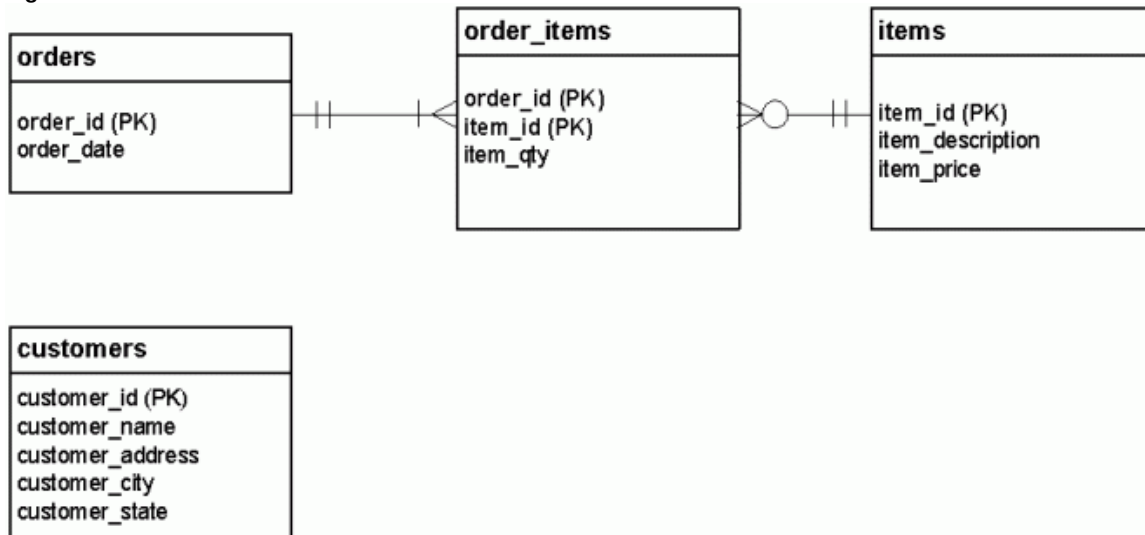 orders
order_id (PK)
order_date
order_items
order_id (PK)
item_id (PK)
item_qty
items
item_id (PK)
item_description
item_price
customers
customer_id (PK)
customer_name
customer_address
customer_city
customer_state